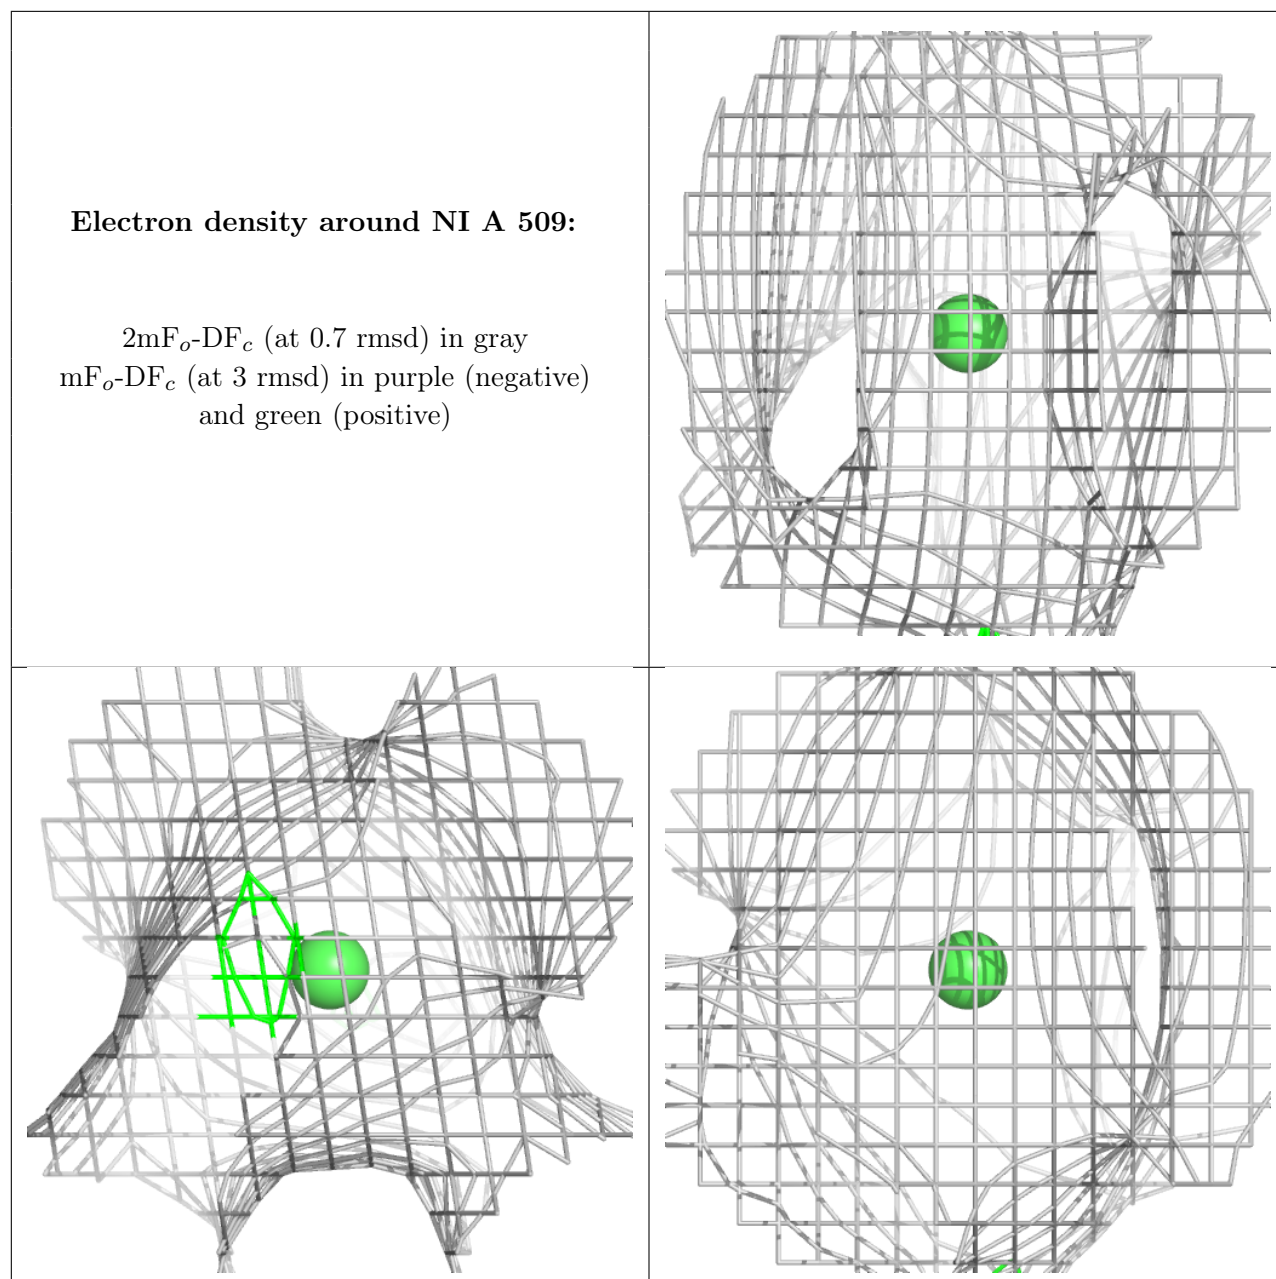 Electron density around NI A 509:
2mFo-DFc (at 0.7 rmsd) in gray
mFo-DFc (at 3 rmsd) in purple (negative)
and green (positive)